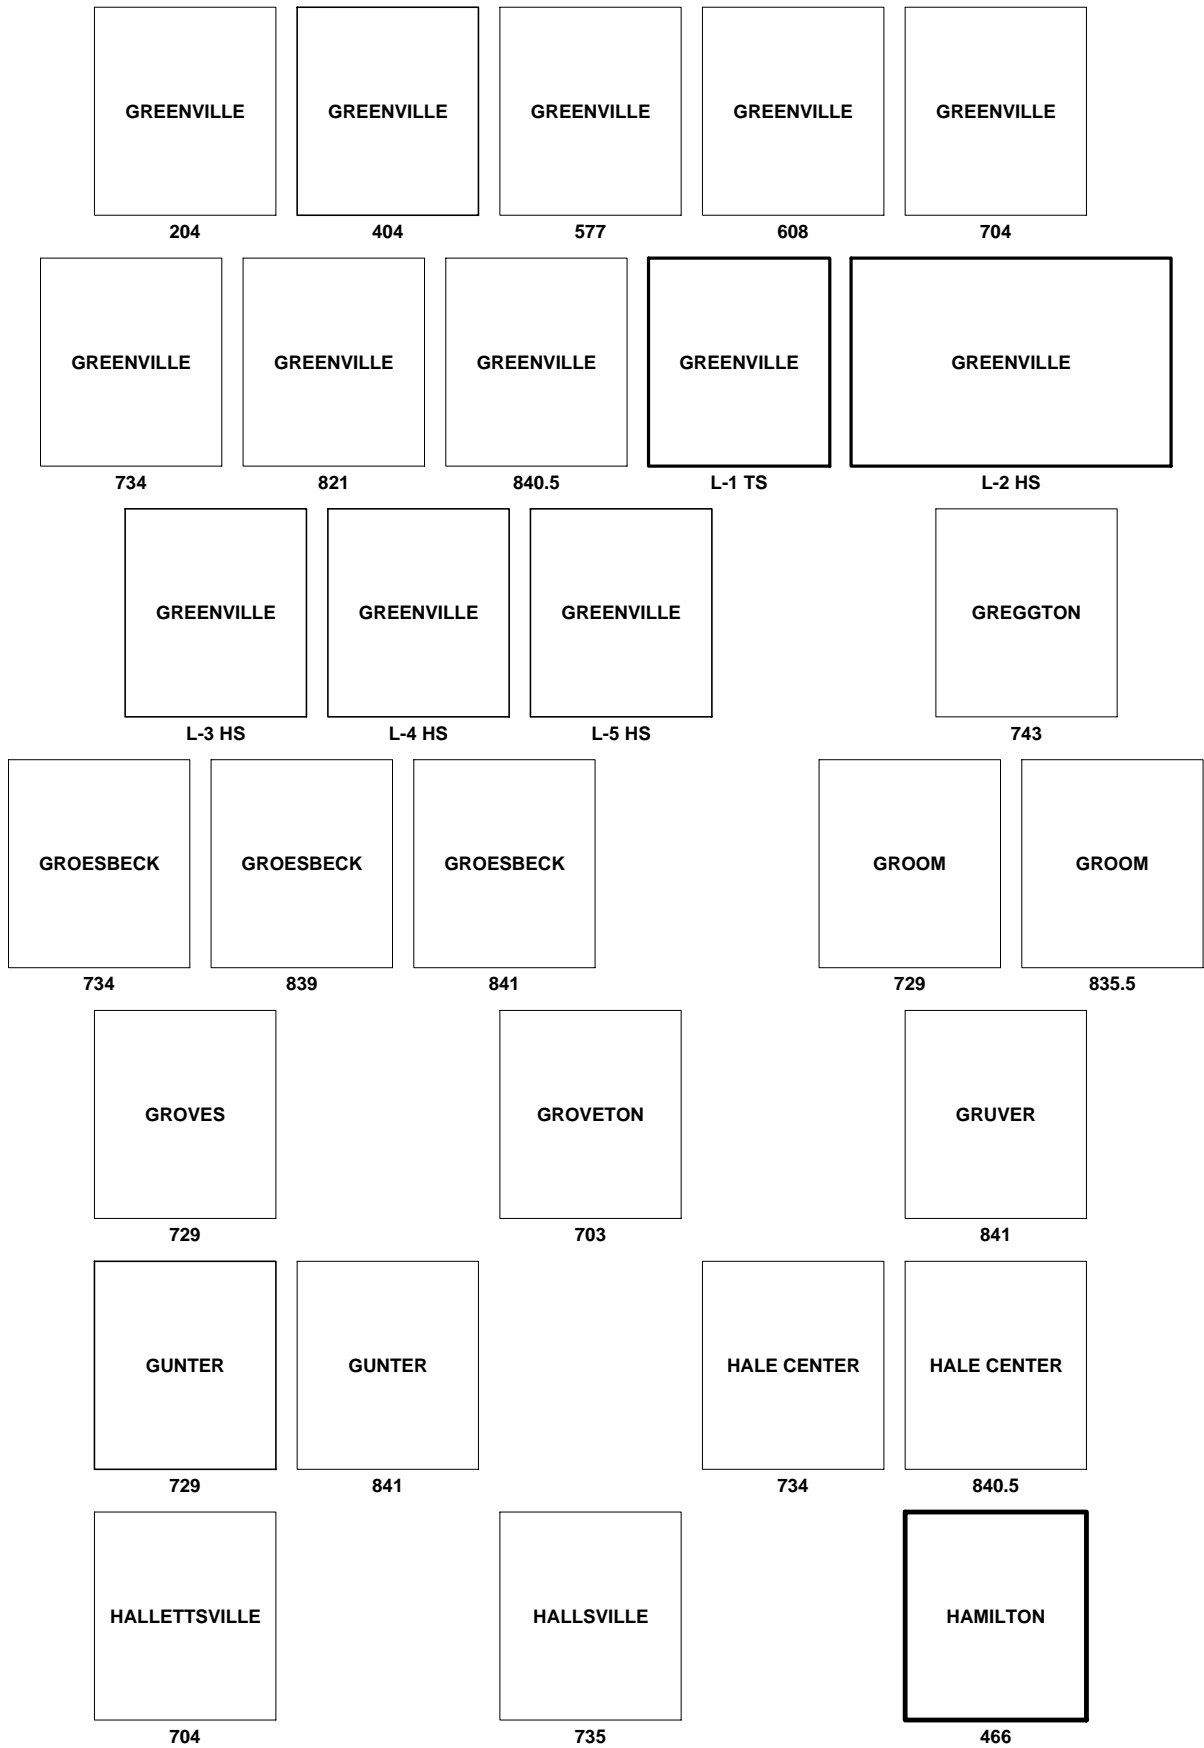 GREENVILLE GREENVILLE GREENVILLE GREENVILLE GREENVILLE
204 404 577 608 704
GREENVILLE GREENVILLE GREENVILLE GREENVILLE GREENVILLE
734 821 840.5 L-1 TS L-2 HS
GREENVILLE GREENVILLE GREENVILLE GREGGTON
L-3 HS L-4 HS L-5 HS 743
GROESBECK GROESBECK GROESBECK GROOM GROOM
734 839 841 729 835.5
GROVES GROVETON GRUVER
729 703 841
GUNTER GUNTER HALE CENTER HALE CENTER
729 841 734 840.5
HALLETTSVILLE HALLSVILLE HAMILTON
704 735 466